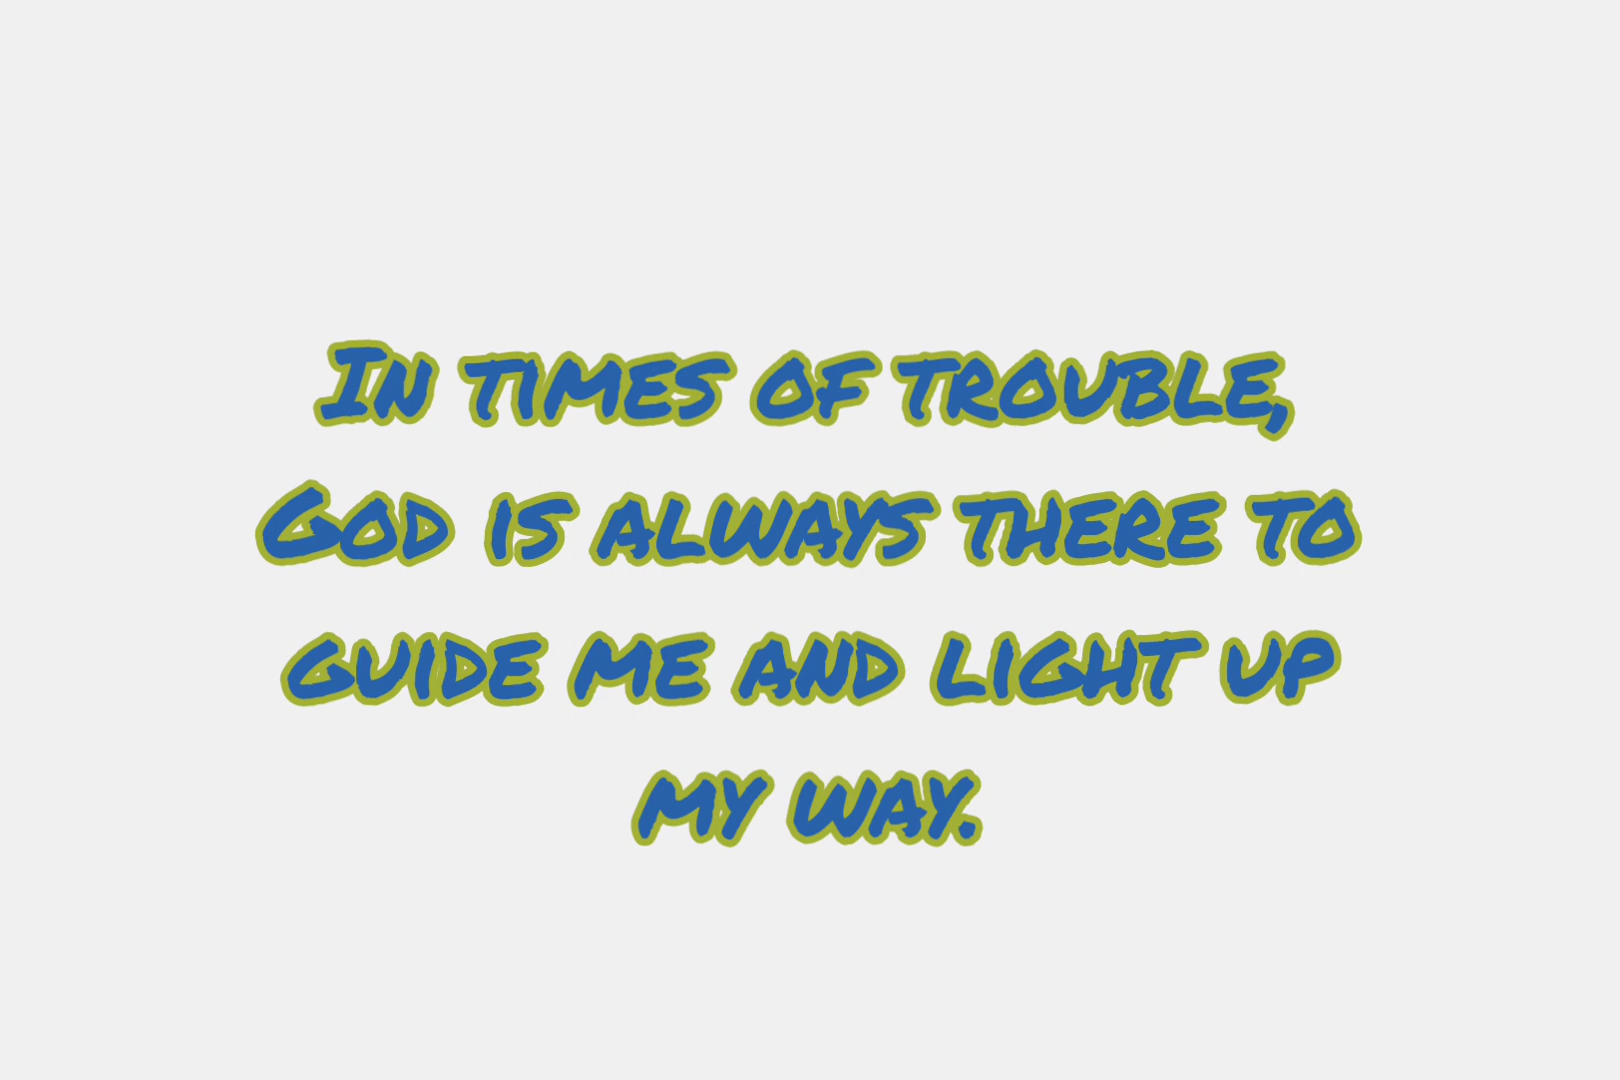 In times of trouble,
God is always there to
guide me and light up
my way.